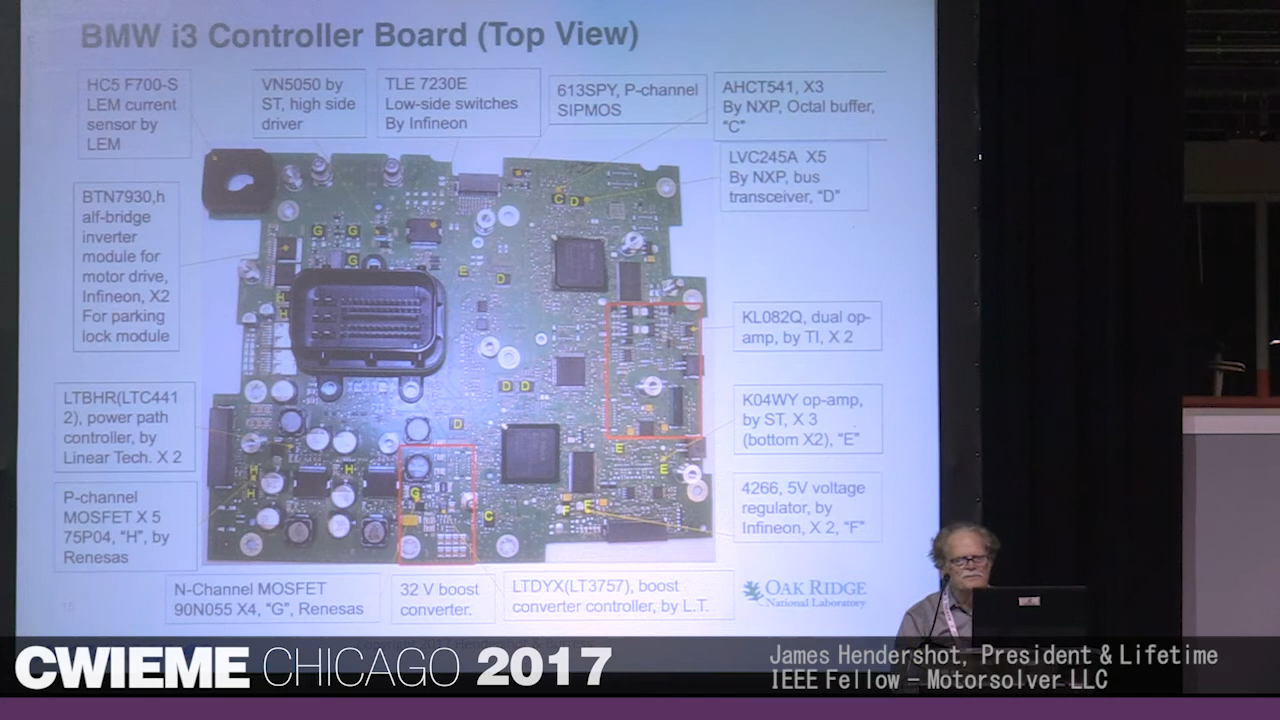 BMW i3 Controller Board (Top View)
HC5 F700-S
LEM current
sensor by
LEM
VN5050 by
ST, high side
driver
TLE 7230E
Low-side switches
By Infineon
613SPY, P-channel
SIPMOS
AHCT541, X3
By NXP, Octal buffer,
“C”
LVC245A X5
By NXP, bus
transceiver, “D”
BTN7930,h
alf-bridge
inverter
module for
motor drive,
Infineon, X2
For parking
lock module
KL082Q, dual op-
amp, by TI, X 2
LTBHR(LTC441
2), power path
controller, by
Linear Tech. X 2
K04WY op-amp,
by ST, X 3
(bottom X2), “E”
P-channel
MOSFET X 5
75P04, “H”, by
Renesas
4266, 5V voltage
regulator, by
Infineon, X 2, “F”
C D
G G
G
E
D
H
H
D D
D
E
E
H
H
H
G
C
F
E
N-Channel MOSFET
90N055 X4, “G”, Renesas
32 V boost
converter.
LTDYX(LT3757), boost
converter controller, by L.T.
OAK RIDGE
National Laboratory
CWIEME CHICAGO 2017
James Hendershot, President & Lifetime
IEEE Fellow – Motorsolver LLC